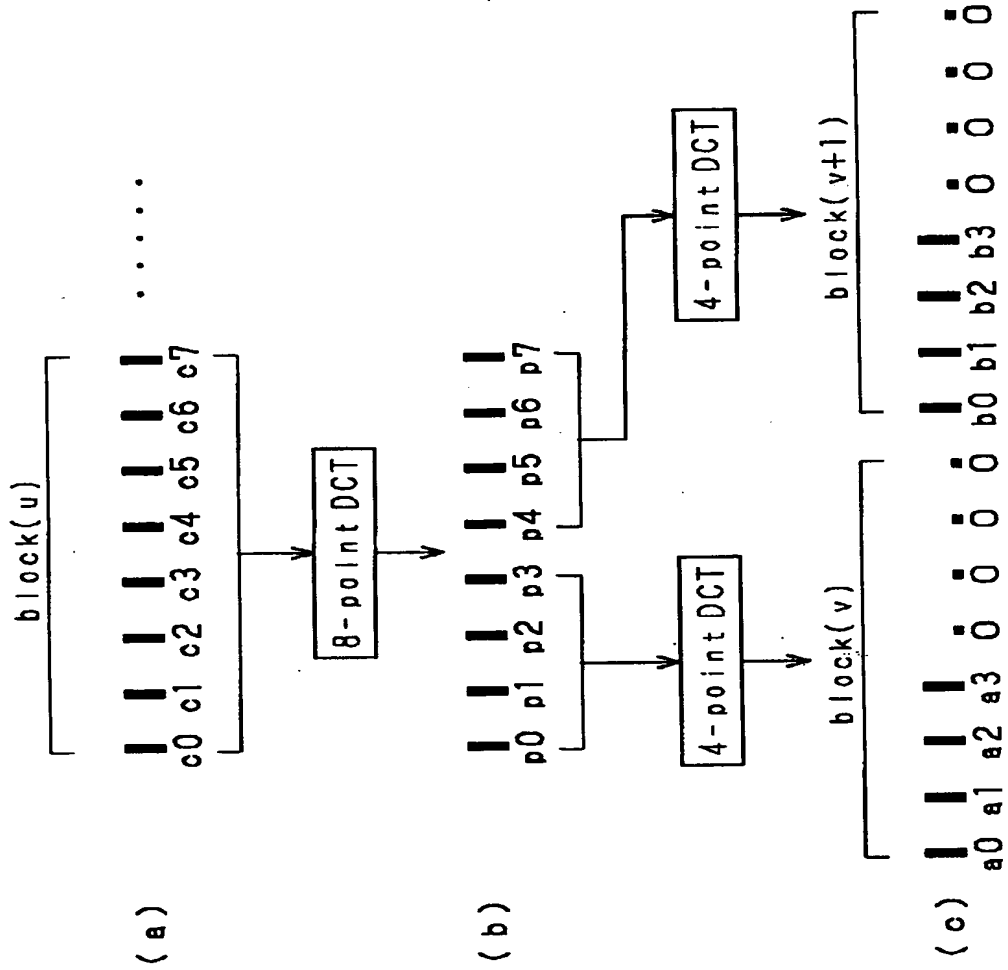 block(u)
(a)
c0 c1 c2 c3 c4 c5 c6 c7
8-point DCT
(b)
p0 p1 p2 p3 p4 p5 p6 p7
4-point DCT
4-point DCT
block(v)
block(v+1)
(c)
a0 a1 a2 a3 0 0 0 0 b0 b1 b2 b3 0 0 0 0